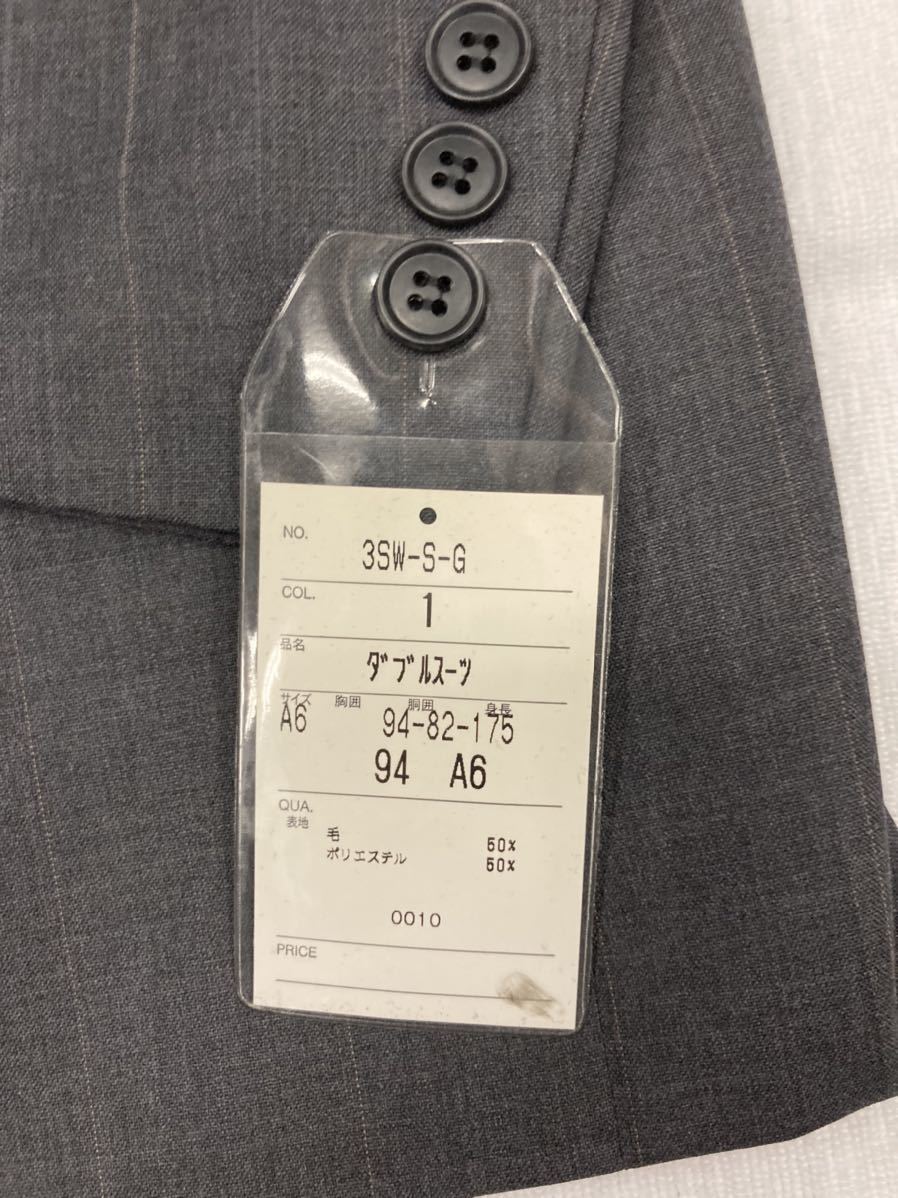 NO.
3SW-S-G
COL.
1
品名
ダブルスーツ
サイズ 胸囲 胴囲 身長
A6 94-82-175
94 A6
QUA.
表地
毛 50%
ポリエステル 50%
0010
PRICE